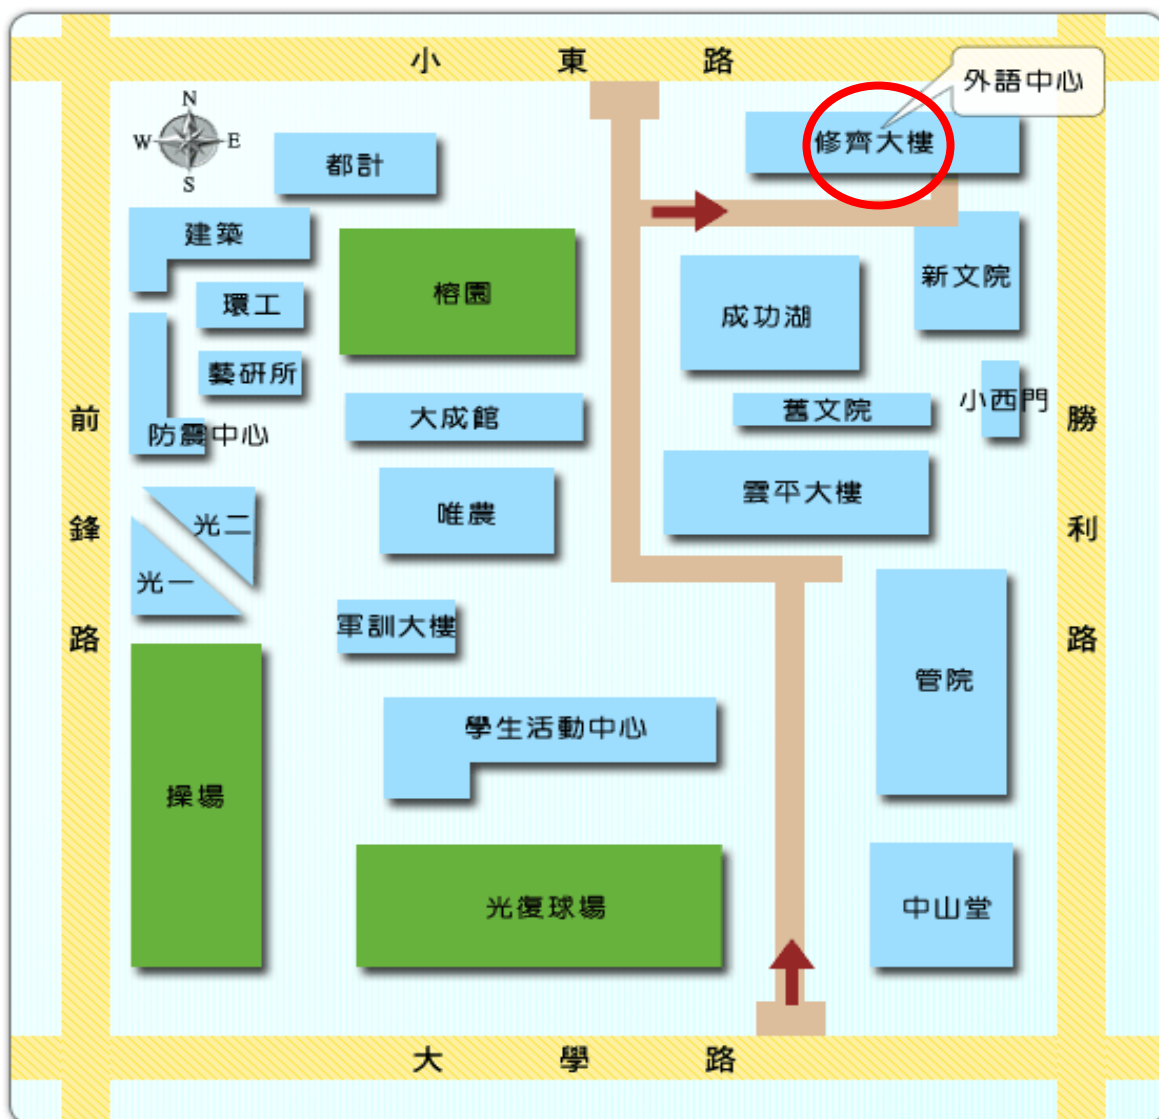 小東路
外語中心
N
W E
S
都計
修齊大樓
建築
榕園
新文院
環工
成功湖
藝研所
大成館
舊文院
小西門
防震中心
前鋒路
勝利路
唯農
雲平大樓
光二
光一
軍訓大樓
管院
學生活動中心
操場
光復球場
中山堂
大學路